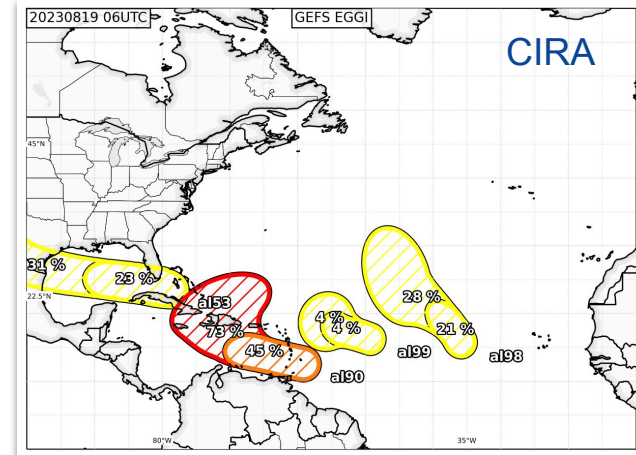 20230819 06UTC
GEFS EGGI
CIRA
45°N
31 %
23 %
22.5°N
al53
73 %
45 %
4 %
4 %
28 %
21 %
al99
al98
al90
80°W
35°W